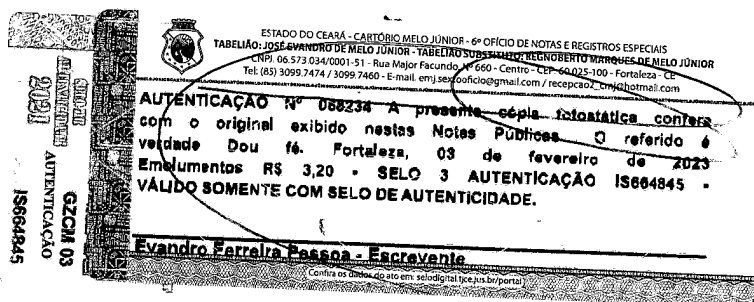 ESTADO DO CEARÁ - CARTÓRIO MELO JÚNIOR - 6º OFÍCIO DE NOTAS E REGISTROS ESPECIAIS
TABELIÃO: JOSÉ EVANDRO DE MELO JÚNIOR - TABELIÃO SUBSTITUTO: REGNOBERTO MARQUES DE MELO JÚNIOR
CNPJ. 06.573.034/0001-51 - Rua Major Facundo, Nº 660 - Centro - CEP 60.025-100 - Fortaleza - CE
Tel: (85) 3099.7474 / 3099.7460 - E-mail. emj.sextooficio@gmail.com / recepcao2_cmj@hotmail.com
AUTENTICAÇÃO Nº 068234 A presente cópia fotostática confere
com o original exibido nestas Notas Públicas. O referido é
verdade Dou fé. Fortaleza, 03 de fevereiro de 2023
Emolumentos R$ 3,20 - SELO 3 AUTENTICAÇÃO IS664845 -
VÁLIDO SOMENTE COM SELO DE AUTENTICIDADE.
Evandro Ferreira Pessoa - Escrevente
Confira os dados do ato em: selodigital.tjce.jus.br/portal
2021
AUTENTICAÇÃO
GZCM 03
IS664845